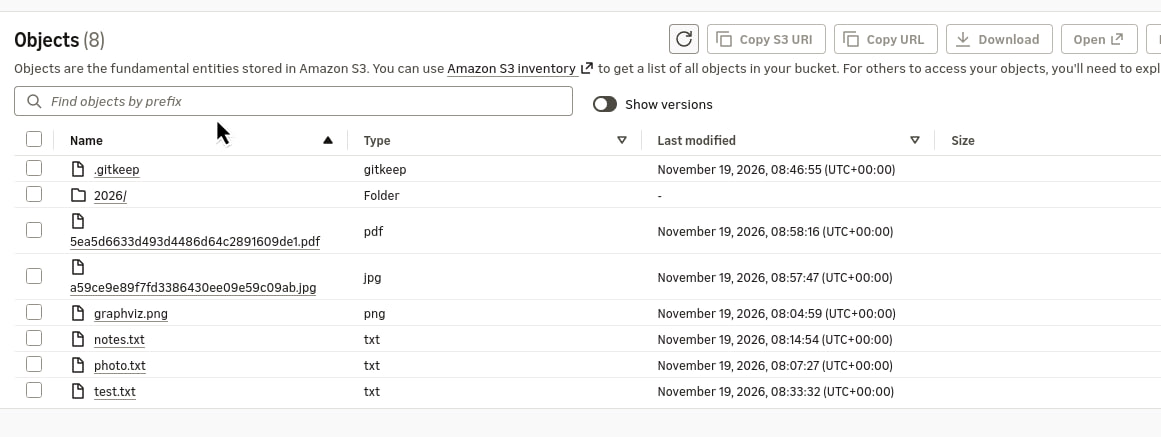 Objects (8)
Copy S3 URI
Copy URL
Download
Open
Objects are the fundamental entities stored in Amazon S3. You can use Amazon S3 inventory to get a list of all objects in your bucket. For others to access your objects, you'll need to expl
Find objects by prefix
Show versions
Name Type Last modified Size
.gitkeep gitkeep November 19, 2026, 08:46:55 (UTC+00:00)
2026/ Folder -
5ea5d6633d493d4486d64c2891609de1.pdf pdf November 19, 2026, 08:58:16 (UTC+00:00)
a59ce9e89f7fd3386430ee09e59c09ab.jpg jpg November 19, 2026, 08:57:47 (UTC+00:00)
graphviz.png png November 19, 2026, 08:04:59 (UTC+00:00)
notes.txt txt November 19, 2026, 08:14:54 (UTC+00:00)
photo.txt txt November 19, 2026, 08:07:27 (UTC+00:00)
test.txt txt November 19, 2026, 08:33:32 (UTC+00:00)